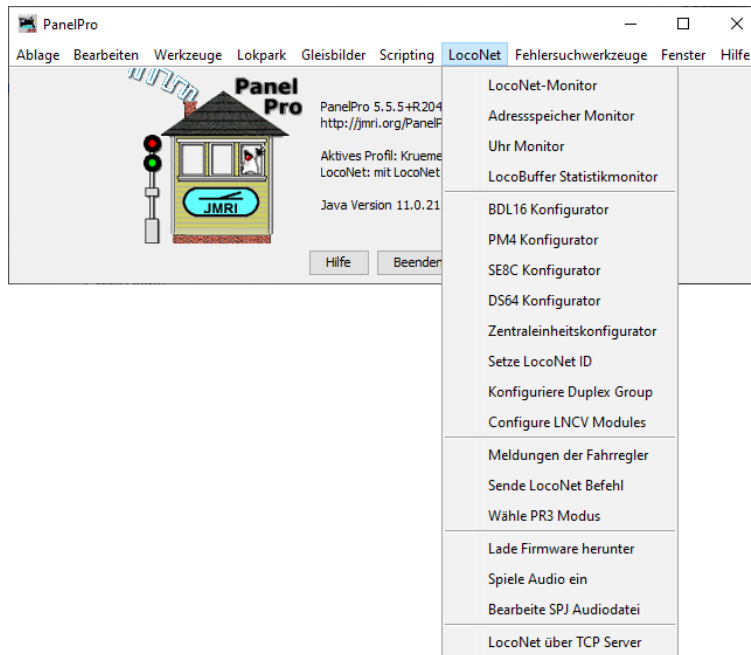 PanelPro
Ablage Bearbeiten Werkzeuge Lokpark Gleisbilder Scripting LocoNet Fehlersuchwerkzeuge Fenster Hilfe
Panel
Pro
JMRI
PanelPro 5.5.5+R204
http://jmri.org/PanelP
Aktives Profil: Krueme
LocoNet: mit LocoNet
Java Version 11.0.21
Hilfe Beenden
LocoNet-Monitor
Adressspeicher Monitor
Uhr Monitor
LocoBuffer Statistikmonitor
BDL16 Konfigurator
PM4 Konfigurator
SE8C Konfigurator
DS64 Konfigurator
Zentraleinheitskonfigurator
Setze LocoNet ID
Konfiguriere Duplex Group
Configure LNCV Modules
Meldungen der Fahrregler
Sende LocoNet Befehl
Wähle PR3 Modus
Lade Firmware herunter
Spiele Audio ein
Bearbeite SPJ Audiodatei
LocoNet über TCP Server